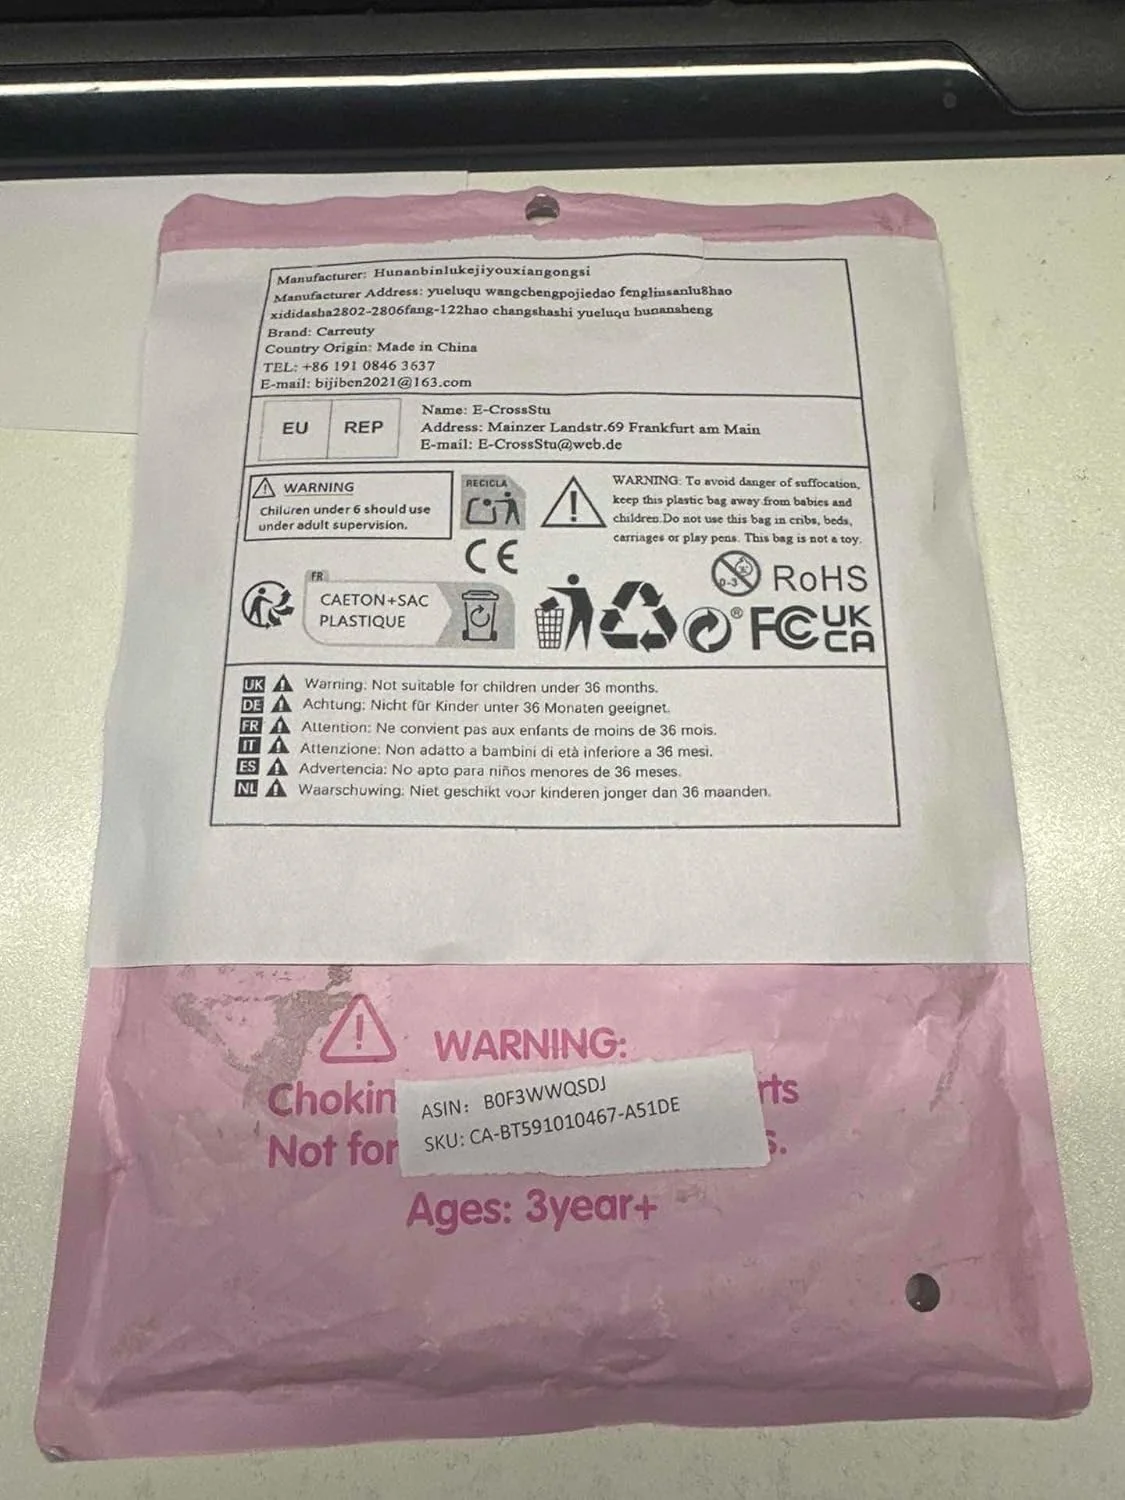 Manufacturer: Hunanbinlukejiyouxiangongsi
Manufacturer Address: yueluqu wangchengpojiedao fenglinsanlu8hao
xididasha2802-2806fang-122hao changshashi yueluqu hunansheng
Brand: Carreuty
Country Origin: Made in China
TEL: +86 191 0846 3637
E-mail: bijiben2021@163.com
EU REP
Name: E-CrossStu
Address: Mainzer Landstr.69 Frankfurt am Main
E-mail: E-CrossStu@web.de
WARNING
Children under 6 should use
under adult supervision.
RECICLA
WARNING: To avoid danger of suffocation,
keep this plastic bag away from babies and
children.Do not use this bag in cribs, beds,
carriages or play pens. This bag is not a toy.
CE
0-3
RoHS
FR
CAETON+SAC
PLASTIQUE
®
FC
UK
CA
UK Warning: Not suitable for children under 36 months.
DE Achtung: Nicht für Kinder unter 36 Monaten geeignet.
FR Attention: Ne convient pas aux enfants de moins de 36 mois.
IT Attenzione: Non adatto a bambini di età inferiore a 36 mesi.
ES Advertencia: No apto para niños menores de 36 meses.
NL Waarschuwing: Niet geschikt voor kinderen jonger dan 36 maanden.
WARNING:
Chokin rts
Not for s.
ASIN: B0F3WWQSDJ
SKU: CA-BT591010467-A51DE
Ages: 3year+